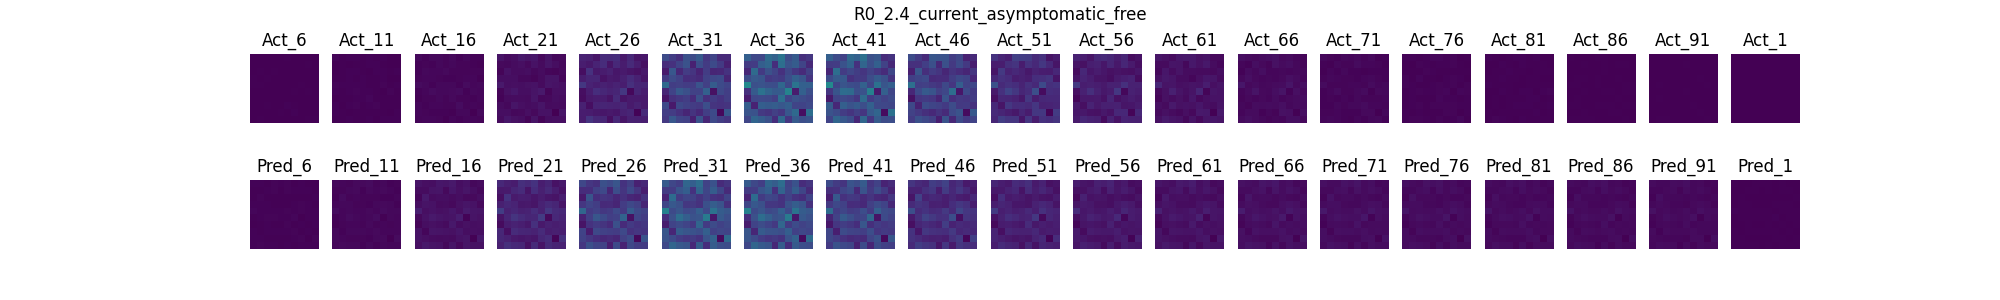 R0_2.4_current_asymptomatic_free
Act_6 Act_11 Act_16 Act_21 Act_26 Act_31 Act_36 Act_41 Act_46 Act_51 Act_56 Act_61 Act_66 Act_71 Act_76 Act_81 Act_86 Act_91 Act_1
Pred_6 Pred_11 Pred_16 Pred_21 Pred_26 Pred_31 Pred_36 Pred_41 Pred_46 Pred_51 Pred_56 Pred_61 Pred_66 Pred_71 Pred_76 Pred_81 Pred_86 Pred_91 Pred_1